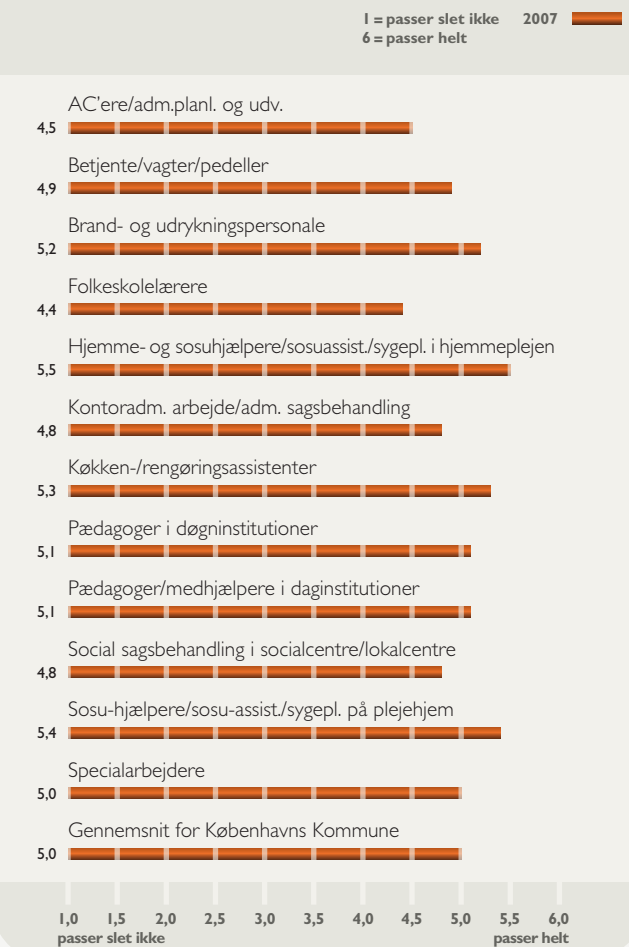 1 = passer slet ikke 2007
6 = passer helt
AC'ere/adm.planl. og udv.
4,5
Betjente/vagter/pedeller
4,9
Brand- og udrykningspersonale
5,2
Folkeskolelærere
4,4
Hjemme- og sosuhjælpere/sosuassist./sygepl. i hjemmeplejen
5,5
Kontoradm. arbejde/adm. sagsbehandling
4,8
Køkken-/rengøringsassistenter
5,3
Pædagoger i døgninstitutioner
5,1
Pædagoger/medhjælpere i daginstitutioner
5,1
Social sagsbehandling i socialcentre/lokalcentre
4,8
Sosu-hjælpere/sosu-assist./sygepl. på plejehjem
5,4
Specialarbejdere
5,0
Gennemsnit for Københavns Kommune
5,0
1,0 1,5 2,0 2,5 3,0 3,5 4,0 4,5 5,0 5,5 6,0
passer slet ikke passer helt